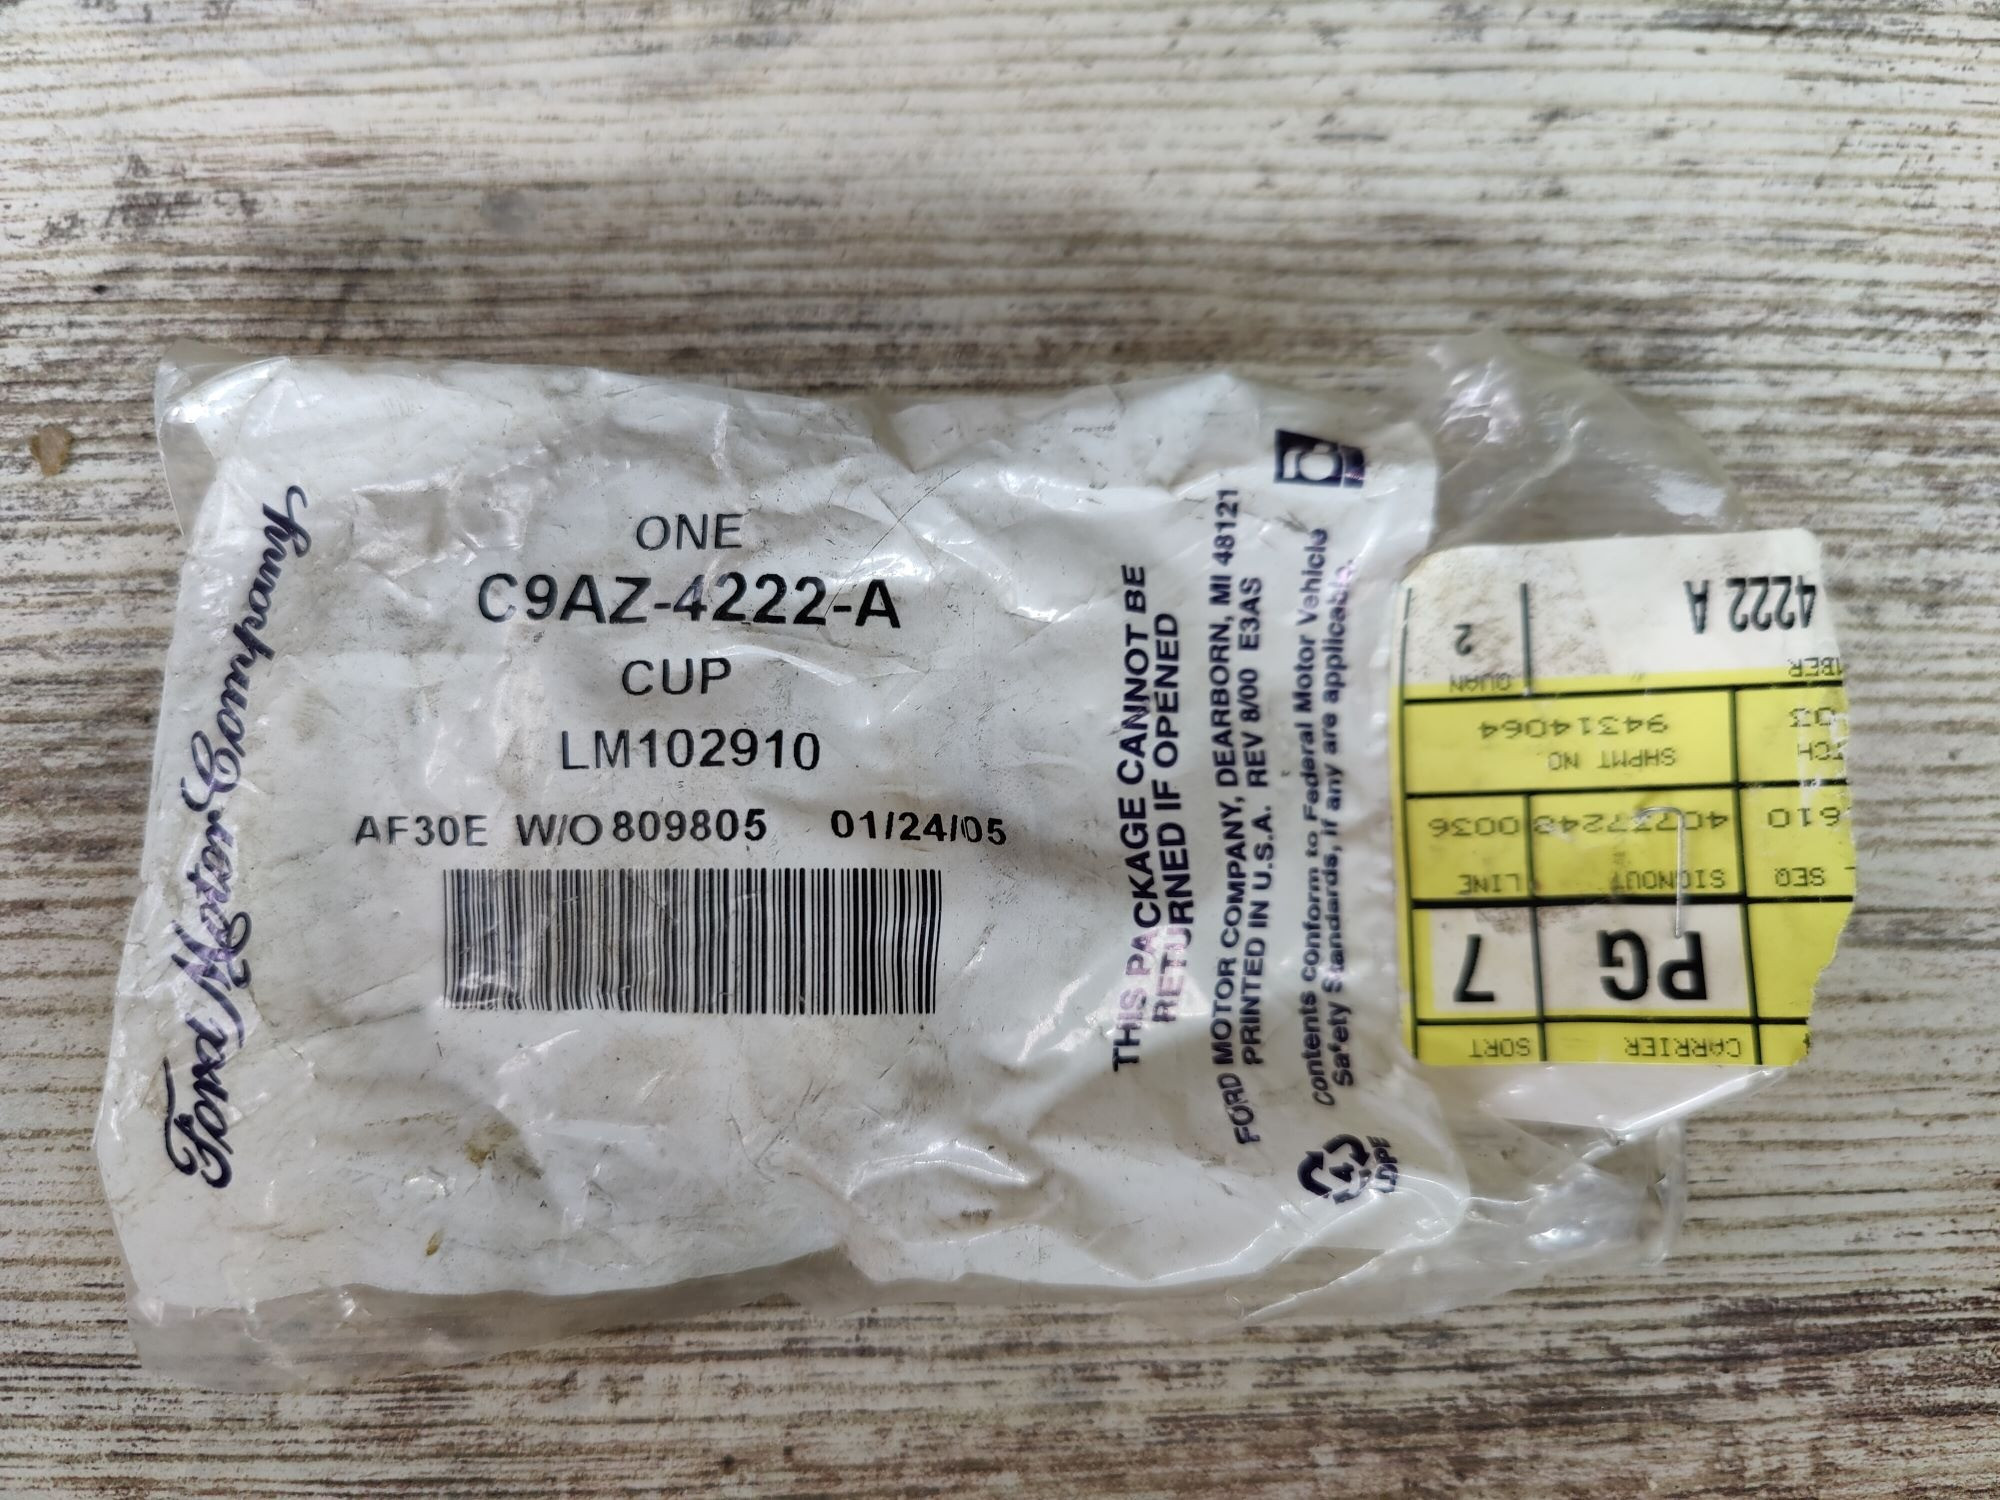 Ford Motor Company
ONE
C9AZ-4222-A
CUP
LM102910
AF30E W/O 809805 01/24/05
THIS PACKAGE CANNOT BE
RETURNED IF OPENED
FORD MOTOR COMPANY, DEARBORN, MI 48121
PRINTED IN U.S.A. REV 8/00 E3AS
Contents conform to Federal Motor Vehicle
Safety Standards, if any are applicable.
4
LDPE
SORT CARRIER
7 PG
LINE SIGNOUT SEQ
0036 610
SHPMT NO
94314064 03
QUAN
2 4222 A